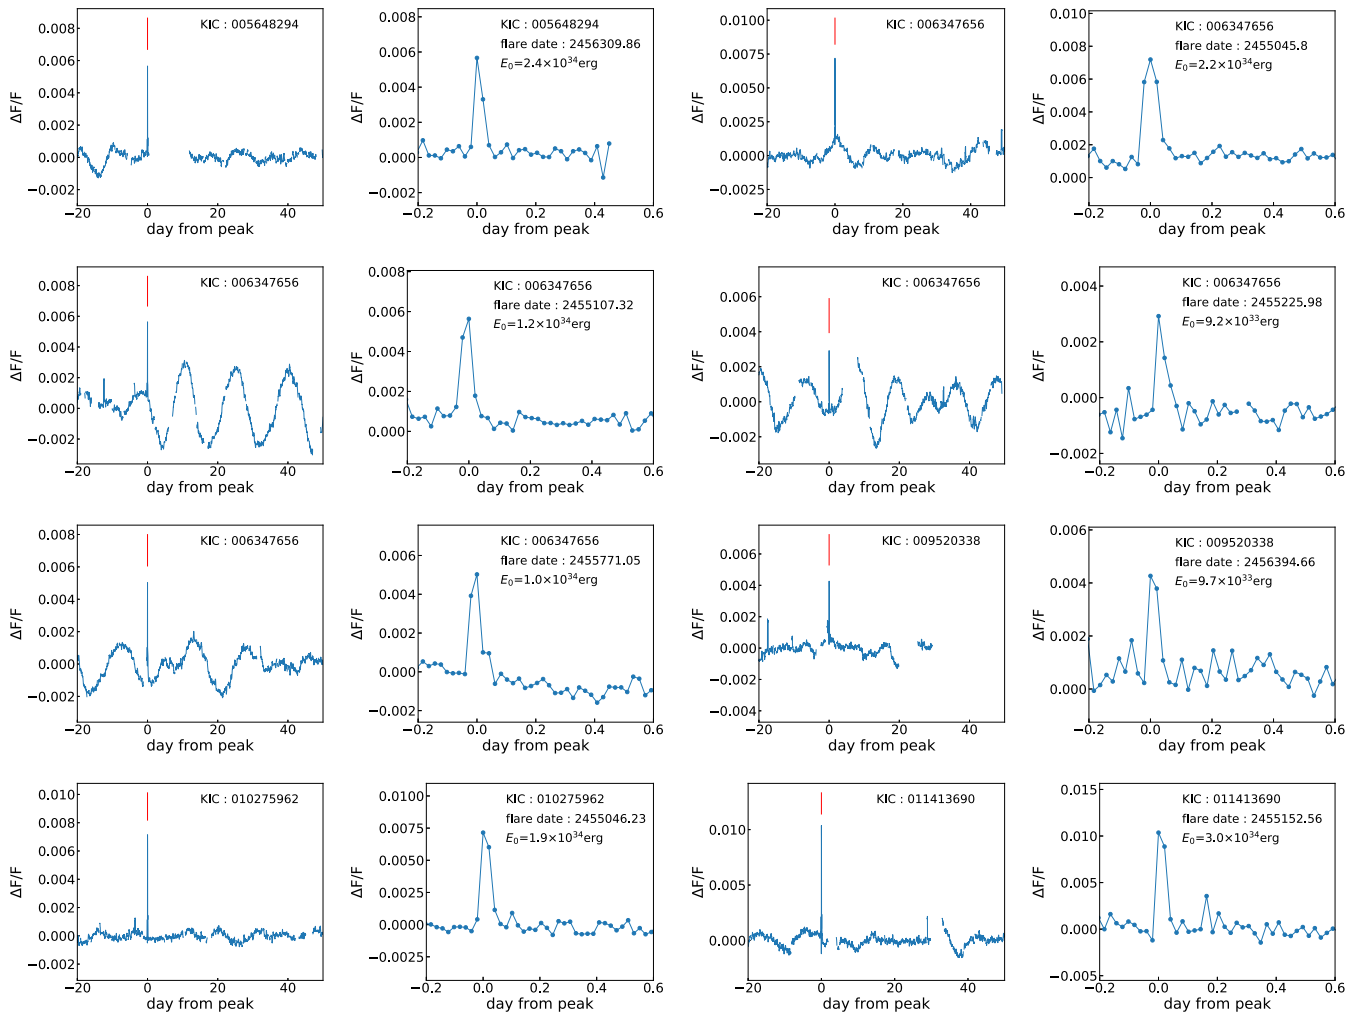 0.008
0.006
0.004
0.002
0.000
−0.002
ΔF/F
KIC : 005648294
−20 0 20 40
day from peak
0.008
0.006
0.004
0.002
0.000
−0.002
ΔF/F
KIC : 005648294
flare date : 2456309.86
E₀=2.4×10³⁴erg
−0.2 0.0 0.2 0.4 0.6
day from peak
0.0100
0.0075
0.0050
0.0025
0.0000
−0.0025
ΔF/F
KIC : 006347656
−20 0 20 40
day from peak
0.010
0.008
0.006
0.004
0.002
0.000
ΔF/F
KIC : 006347656
flare date : 2455045.8
E₀=2.2×10³⁴erg
−0.2 0.0 0.2 0.4 0.6
day from peak
0.008
0.006
0.004
0.002
0.000
−0.002
ΔF/F
KIC : 006347656
−20 0 20 40
day from peak
0.008
0.006
0.004
0.002
0.000
ΔF/F
KIC : 006347656
flare date : 2455107.32
E₀=1.2×10³⁴erg
−0.2 0.0 0.2 0.4 0.6
day from peak
0.006
0.004
0.002
0.000
−0.002
ΔF/F
KIC : 006347656
−20 0 20 40
day from peak
0.004
0.002
0.000
−0.002
ΔF/F
KIC : 006347656
flare date : 2455225.98
E₀=9.2×10³³erg
−0.2 0.0 0.2 0.4 0.6
day from peak
0.008
0.006
0.004
0.002
0.000
−0.002
ΔF/F
KIC : 006347656
−20 0 20 40
day from peak
0.006
0.004
0.002
0.000
−0.002
ΔF/F
KIC : 006347656
flare date : 2455771.05
E₀=1.0×10³⁴erg
−0.2 0.0 0.2 0.4 0.6
day from peak
0.006
0.004
0.002
0.000
−0.002
−0.004
ΔF/F
KIC : 009520338
−20 0 20 40
day from peak
0.006
0.004
0.002
0.000
ΔF/F
KIC : 009520338
flare date : 2456394.66
E₀=9.7×10³³erg
−0.2 0.0 0.2 0.4 0.6
day from peak
0.010
0.008
0.006
0.004
0.002
0.000
−0.002
ΔF/F
KIC : 010275962
−20 0 20 40
day from peak
0.0100
0.0075
0.0050
0.0025
0.0000
−0.0025
ΔF/F
KIC : 010275962
flare date : 2455046.23
E₀=1.9×10³⁴erg
−0.2 0.0 0.2 0.4 0.6
day from peak
0.010
0.005
0.000
ΔF/F
KIC : 011413690
−20 0 20 40
day from peak
0.015
0.010
0.005
0.000
−0.005
ΔF/F
KIC : 011413690
flare date : 2455152.56
E₀=3.0×10³⁴erg
−0.2 0.0 0.2 0.4 0.6
day from peak